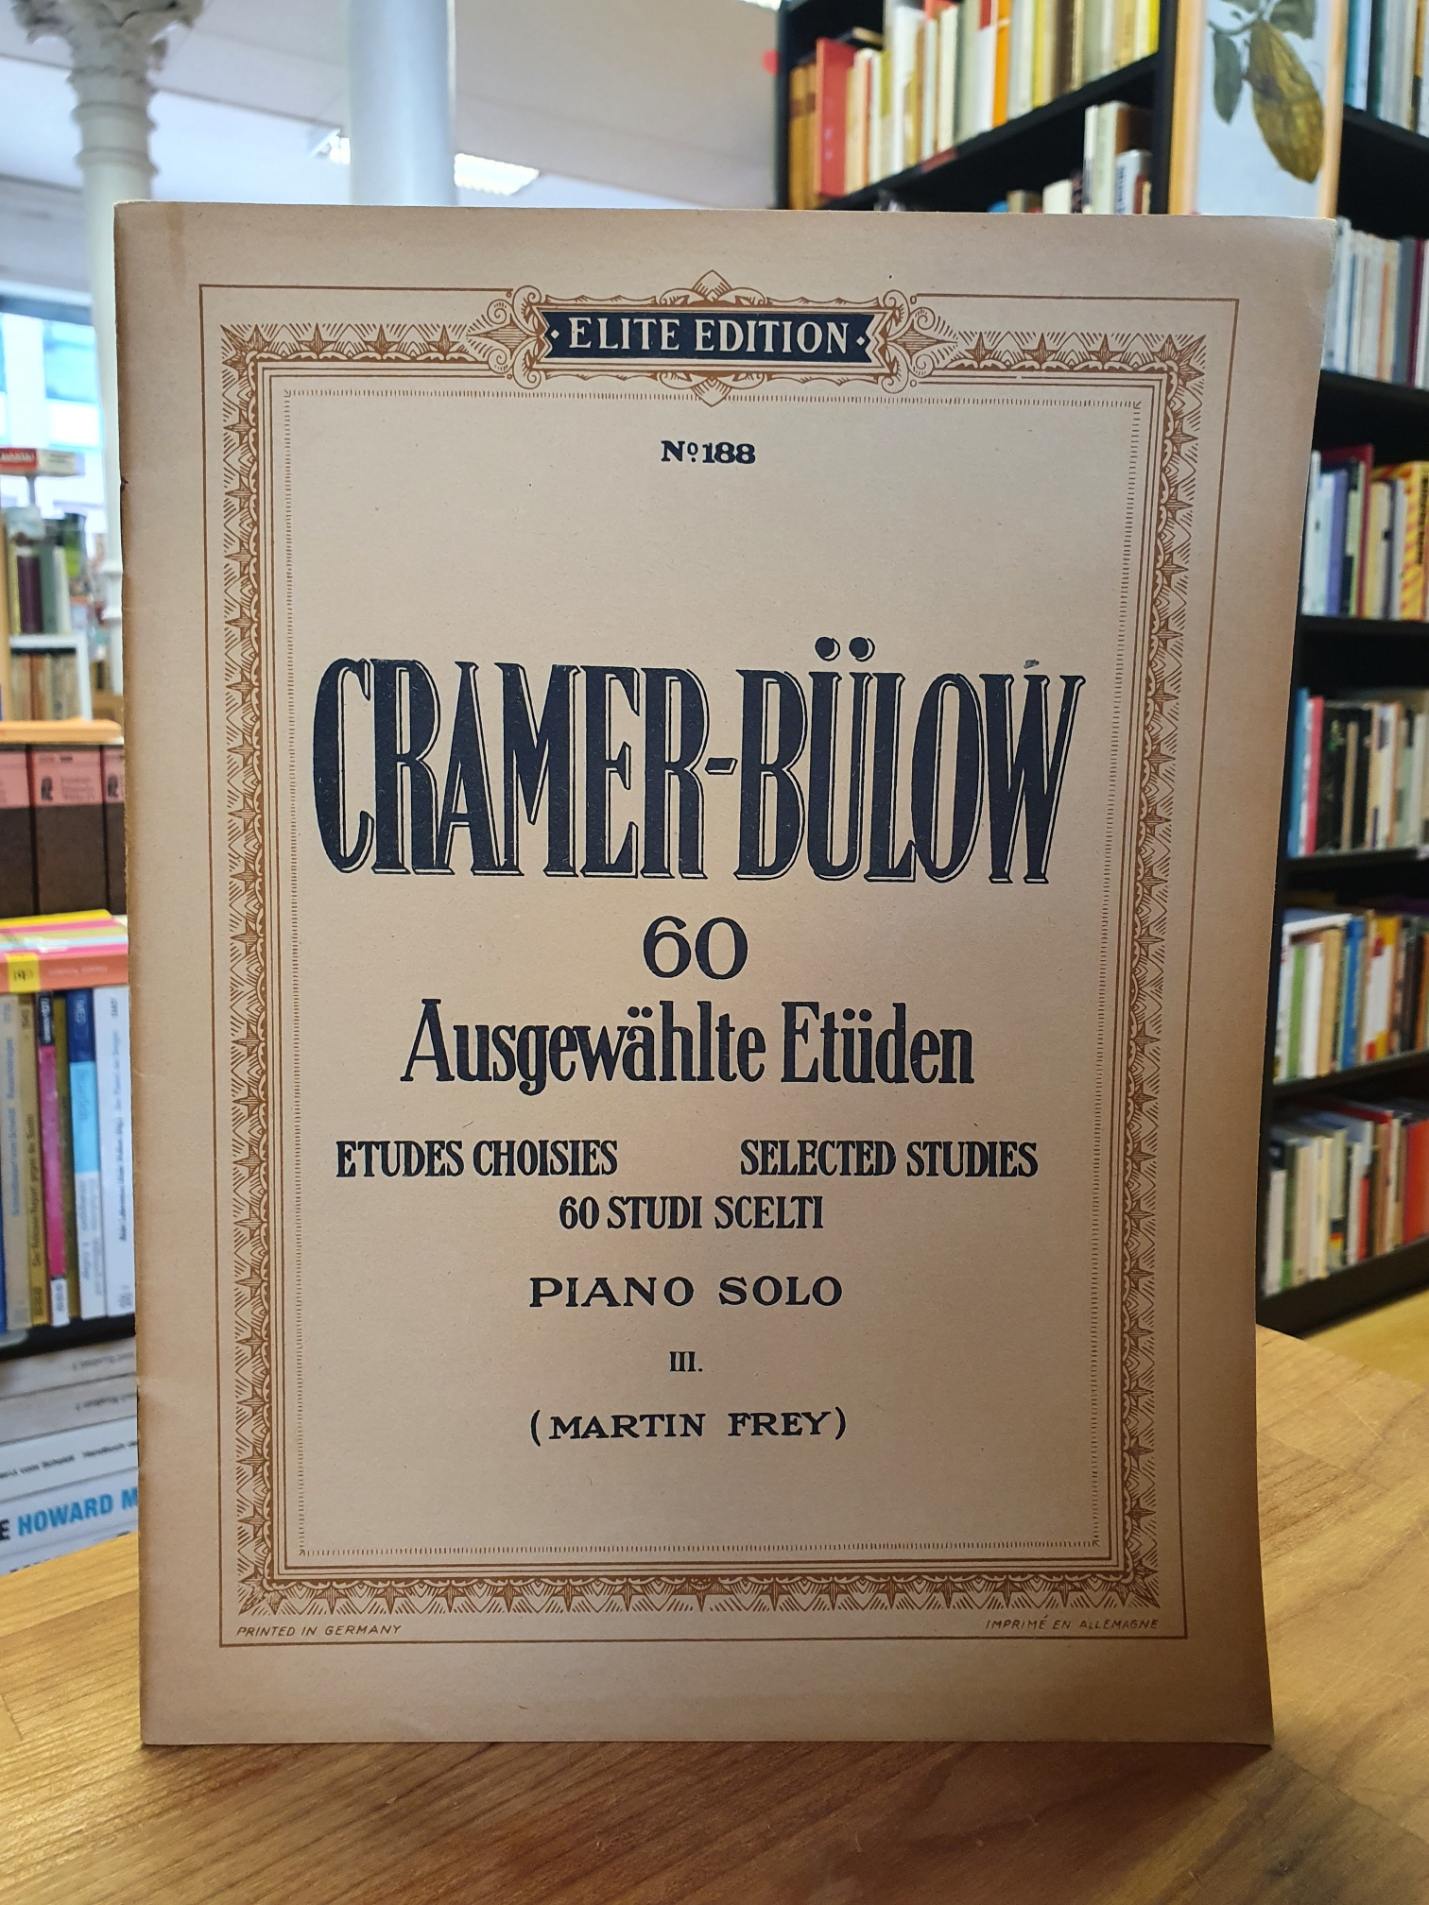 ELITE EDITION
Nº 188
CRAMER-BÜLOW
60
Ausgewählte Etüden
ETUDES CHOISIES SELECTED STUDIES
60 STUDI SCELTI
PIANO SOLO
III.
(MARTIN FREY)
PRINTED IN GERMANY IMPRIMÉ EN ALLEMAGNE
HOWARD